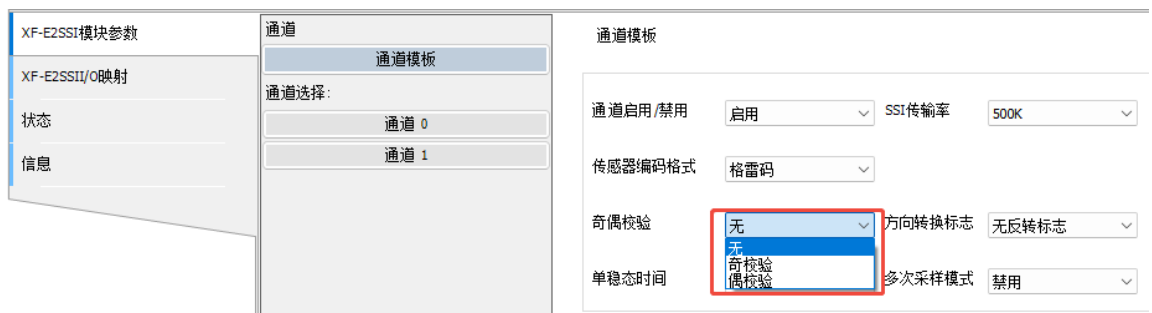 XF-E2SSI模块参数
XF-E2SSII/O映射
状态
信息
通道
通道模板
通道选择:
通道 0
通道 1
通道模板
通道启用/禁用 启用 SSI传输率 500K
传感器编码格式 格雷码
奇偶校验 无 方向转换标志 无反转标志
无
奇校验
偶校验
单稳态时间 多次采样模式 禁用